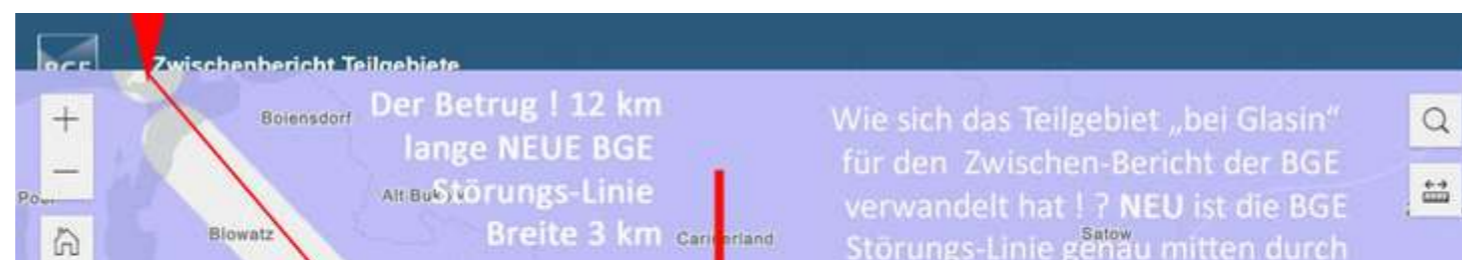 BGE
Zwischenbericht Teilgebiete
Der Betrug ! 12 km
lange NEUE BGE
Störungs-Linie
Breite 3 km
Wie sich das Teilgebiet „bei Glasin“
für den Zwischen-Bericht der BGE
verwandelt hat ! ? NEU ist die BGE
Störungs-Linie genau mitten durch
Boiensdorf
Blowatz
Satow